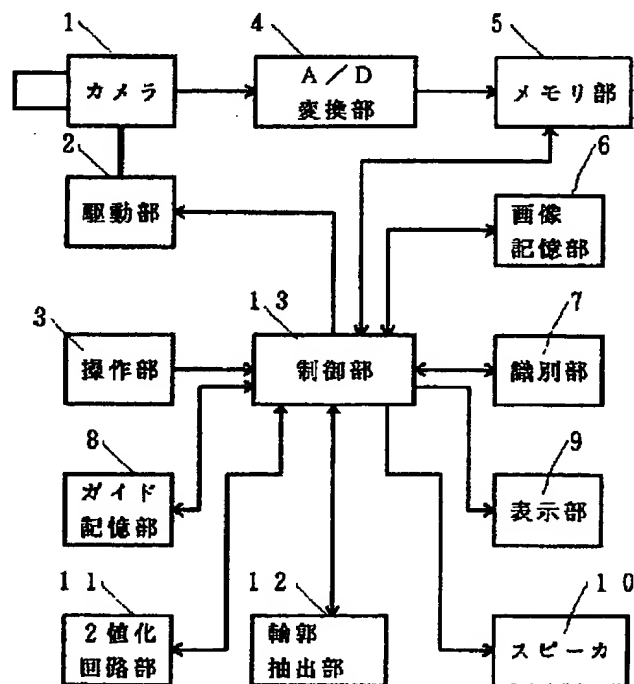 1
4
5
カメラ
A/D
変換部
メモリ部
2
6
駆動部
画像
記憶部
3
13
7
操作部
制御部
識別部
8
9
ガイド
記憶部
表示部
11
12
10
2値化
回路部
輪郭
抽出部
スピーカ